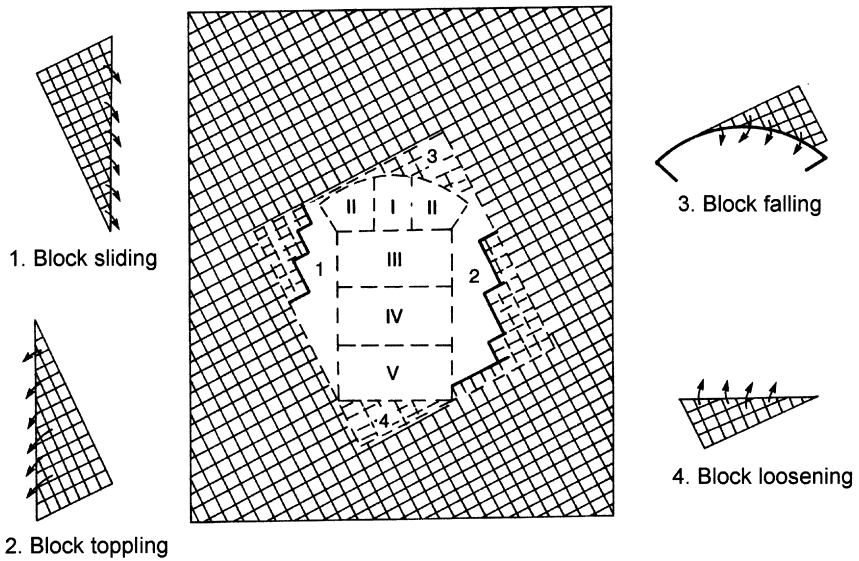 3
II I II
1
III
2
IV
V
4
1. Block sliding
2. Block toppling
3. Block falling
4. Block loosening